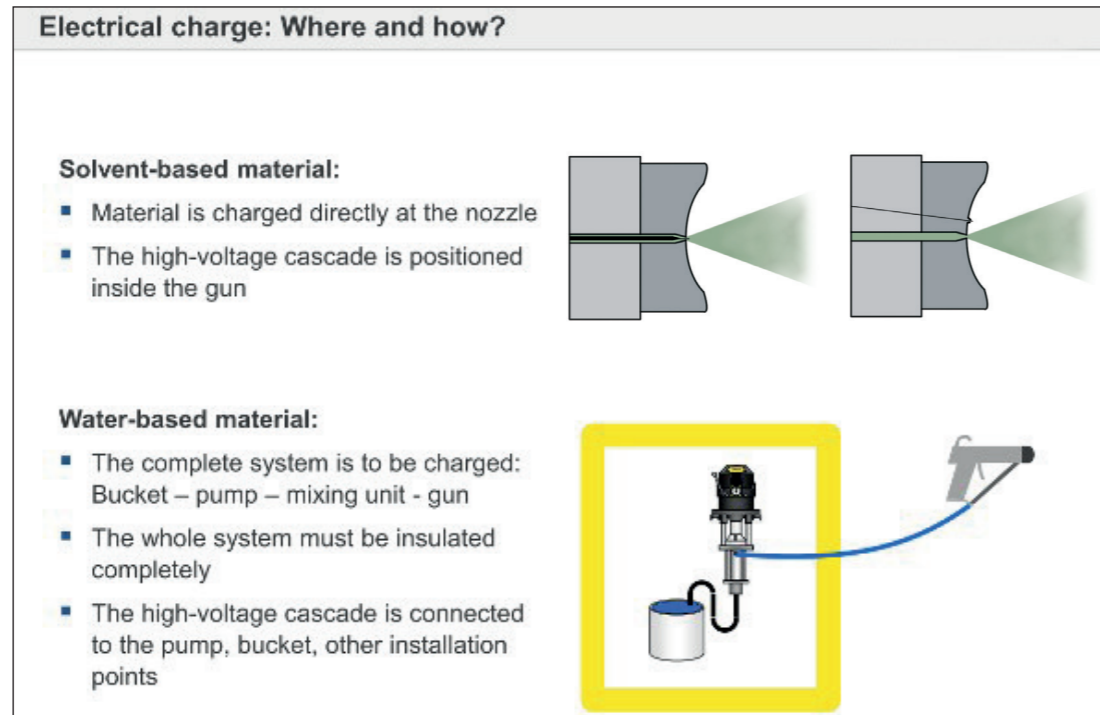 Electrical charge: Where and how?
Solvent-based material:
▪ Material is charged directly at the nozzle
▪ The high-voltage cascade is positioned
inside the gun
Water-based material:
▪ The complete system is to be charged:
Bucket – pump – mixing unit - gun
▪ The whole system must be insulated
completely
▪ The high-voltage cascade is connected
to the pump, bucket, other installation
points